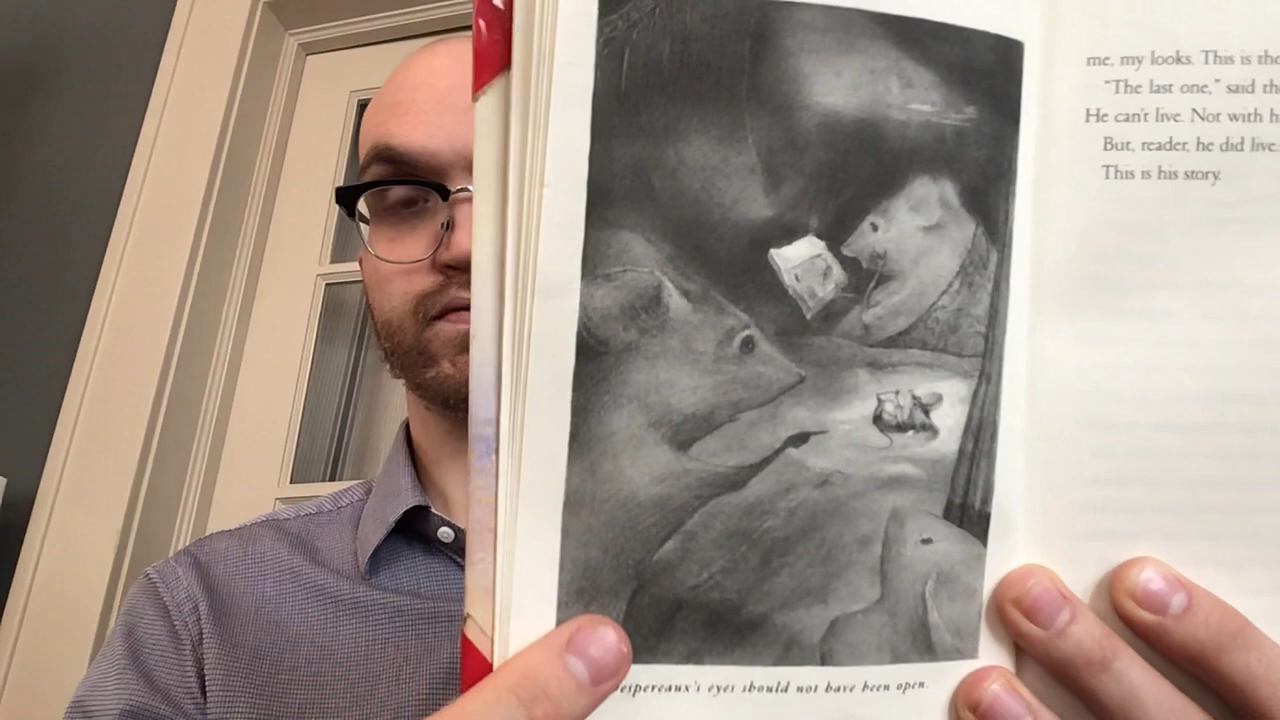 espereaux's eyes should not have been open.
me, my looks. This is the
"The last one," said th
He can't live. Not with h
But, reader, he did live.
This is his story.